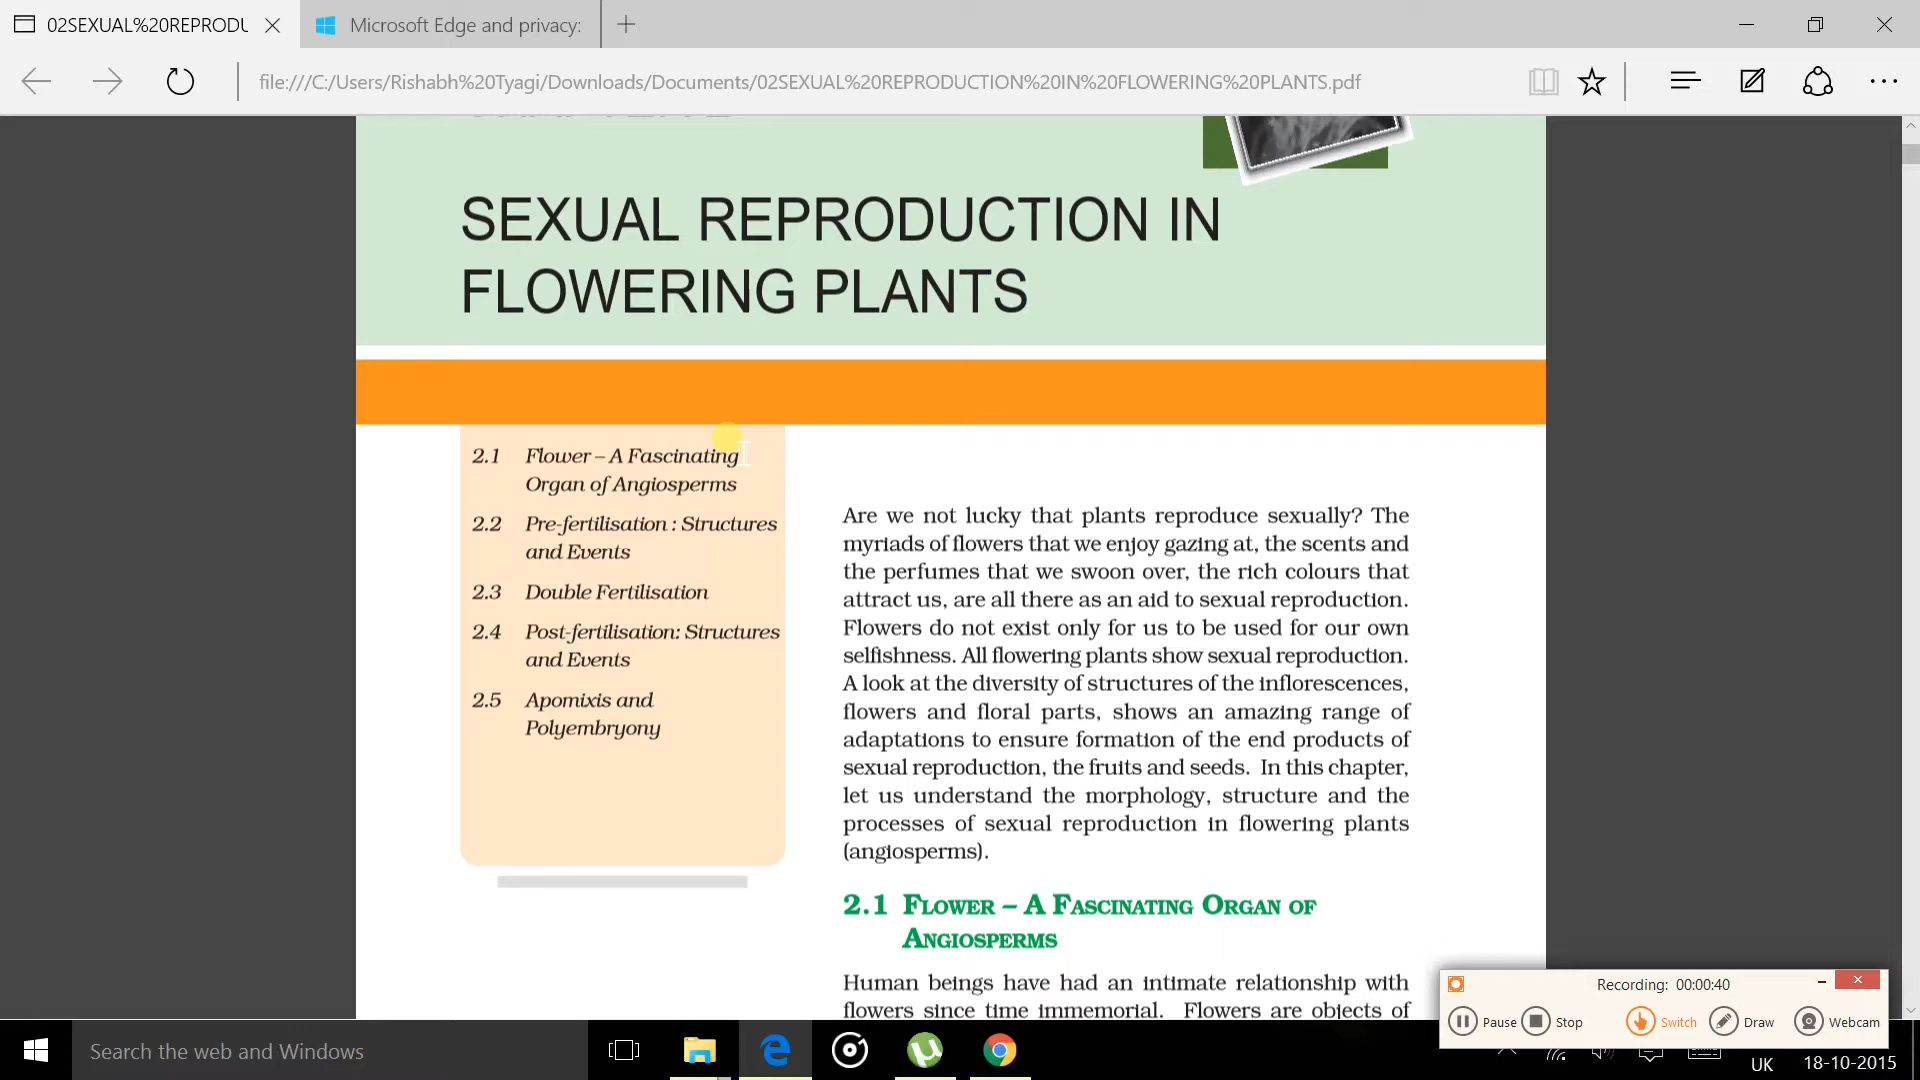 02SEXUAL%20REPRODU
Microsoft Edge and privacy:
file:///C:/Users/Rishabh%20Tyagi/Downloads/Documents/02SEXUAL%20REPRODUCTION%20IN%20FLOWERING%20PLANTS.pdf
SEXUAL REPRODUCTION IN
FLOWERING PLANTS
2.1 Flower – A Fascinating
Organ of Angiosperms
2.2 Pre-fertilisation : Structures
and Events
2.3 Double Fertilisation
2.4 Post-fertilisation: Structures
and Events
2.5 Apomixis and
Polyembryony
Are we not lucky that plants reproduce sexually? The
myriads of flowers that we enjoy gazing at, the scents and
the perfumes that we swoon over, the rich colours that
attract us, are all there as an aid to sexual reproduction.
Flowers do not exist only for us to be used for our own
selfishness. All flowering plants show sexual reproduction.
A look at the diversity of structures of the inflorescences,
flowers and floral parts, shows an amazing range of
adaptations to ensure formation of the end products of
sexual reproduction, the fruits and seeds. In this chapter,
let us understand the morphology, structure and the
processes of sexual reproduction in flowering plants
(angiosperms).
2.1 FLOWER – A FASCINATING ORGAN OF
ANGIOSPERMS
Human beings have had an intimate relationship with
flowers since time immemorial. Flowers are objects of
Recording: 00:00:40
Pause Stop Switch Draw Webcam
Search the web and Windows
UK
18-10-2015